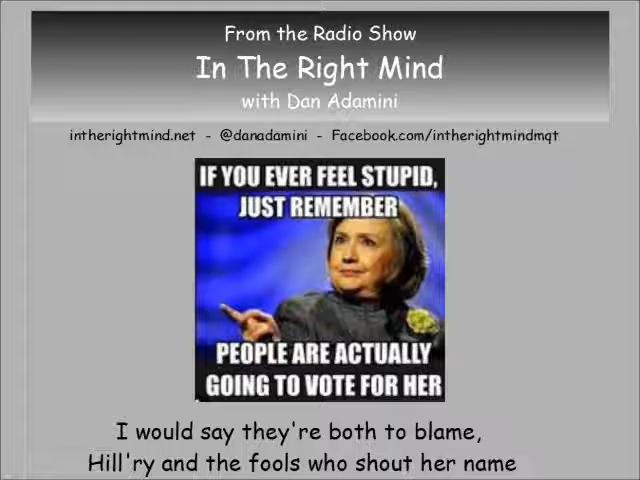 From the Radio Show
In The Right Mind
with Dan Adamini
intherightmind.net - @danadamini - Facebook.com/intherightmindmqt
IF YOU EVER FEEL STUPID,
JUST REMEMBER
PEOPLE ARE ACTUALLY
GOING TO VOTE FOR HER
I would say they're both to blame,
Hill'ry and the fools who shout her name